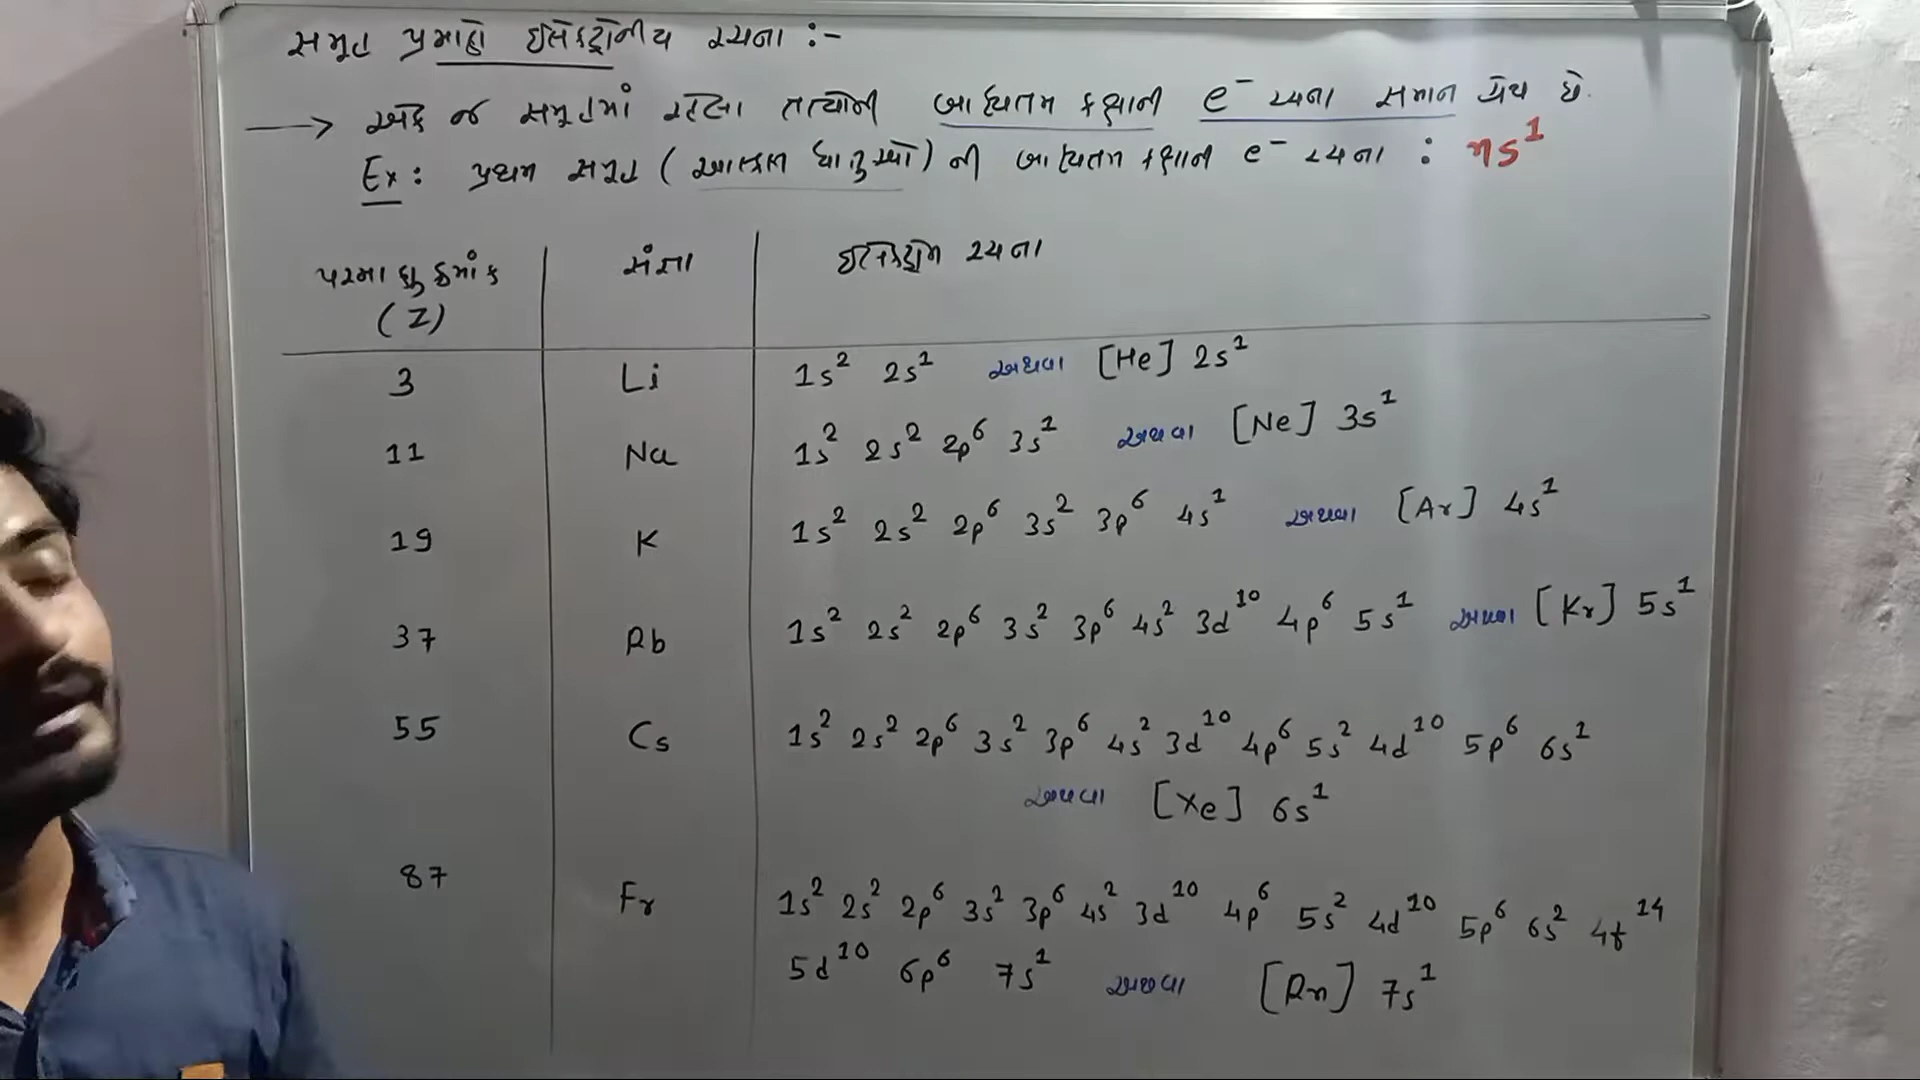 સમૂહ પ્રમાણે ઈલેક્ટ્રોનીય રચના :-
→ એક જ સમૂહમાં રહેલા તત્વોની બાહ્યતમ કક્ષાની e⁻ રચના સમાન હોય છે.
Ex : પ્રથમ સમૂહ ( આલ્કલી ધાતુઓ ) ની બાહ્યતમ કક્ષાની e⁻ રચના : ns¹
પરમાણુ ક્રમાંક (Z) સંજ્ઞા ઈલેક્ટ્રોન રચના
3 Li 1s² 2s¹ અથવા [He] 2s¹
11 Na 1s² 2s² 2p⁶ 3s¹ અથવા [Ne] 3s¹
19 K 1s² 2s² 2p⁶ 3s² 3p⁶ 4s¹ અથવા [Ar] 4s¹
37 Rb 1s² 2s² 2p⁶ 3s² 3p⁶ 4s² 3d¹⁰ 4p⁶ 5s¹ અથવા [Kr] 5s¹
55 Cs 1s² 2s² 2p⁶ 3s² 3p⁶ 4s² 3d¹⁰ 4p⁶ 5s² 4d¹⁰ 5p⁶ 6s¹
અથવા [Xe] 6s¹
87 Fr 1s² 2s² 2p⁶ 3s² 3p⁶ 4s² 3d¹⁰ 4p⁶ 5s² 4d¹⁰ 5p⁶ 6s² 4f¹⁴
5d¹⁰ 6p⁶ 7s¹ અથવા [Rn] 7s¹